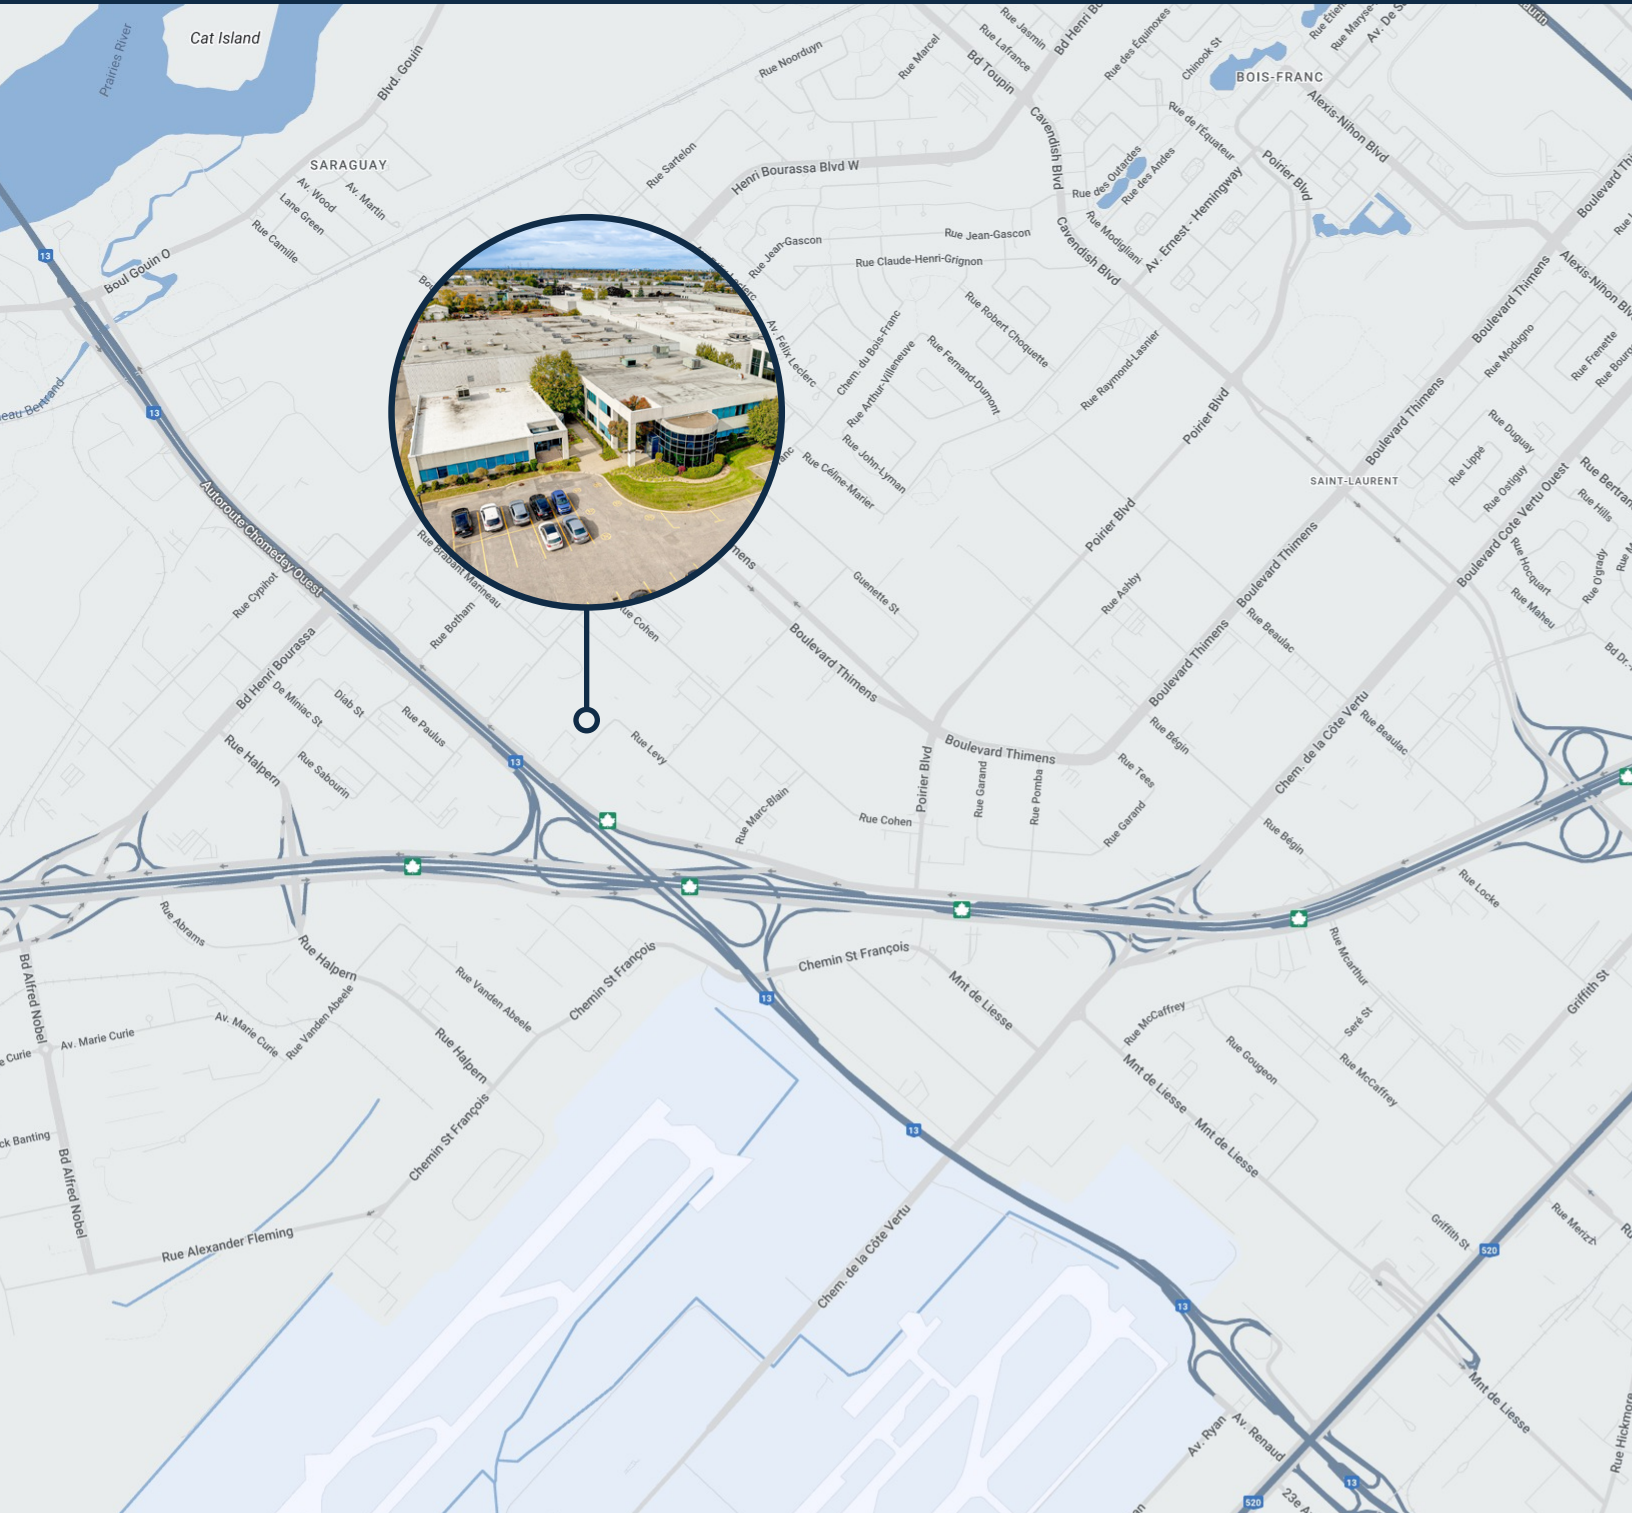 Cat Island
Prairies River
Blvd. Gouin
Rue Noorduyn
Rue Marcel
Rue Jasmin
Rue Lafrance
Bd Toupin
Rue des Équinoxes
Chinook St
BOIS-FRANC
Alexis-Nihon Blvd
SARAGUAY
Av. Wood
Av. Martin
Lane Green
Rue Camille
Rue Sartelon
Henri Bourassa Blvd W
Cavendish Blvd
Rue de l'Équateur
Rue des Outardes
Rue des Andes
Poirier Blvd
Rue Modigliani
Av. Ernest - Hemingway
13
Boul Gouin O
Rue Jean-Gascon
Rue Jean-Gascon
Rue Claude-Henri-Grignon
Cavendish Blvd
Boulevard Thimens
Rue Robert Choquette
Av. Félix Leclerc
Chem. du Bois-Franc
Rue Arthur-Villeneuve
Rue Fernand-Dumont
Rue Raymond-Lasnier
Rue Modugno
Rue Frenette
13
Poirier Blvd
Boulevard Thimens
Rue Duguay
Rue Lippé
Rue Ostiguy
Rue John-Lyman
Rue Céline-Marier
SAINT-LAURENT
Boulevard Cote Vertu Ouest
Rue Hills
Autoroute Chomedey Ouest
Poirier Blvd
Boulevard Thimens
Rue Hocquart
Rue O'grady
Rue Maheu
Rue Brabant Marineau
Rue Cypihot
Rue Botham
Rue Cohen
Guenette St
Rue Ashby
Rue Beaulac
Boulevard Thimens
Boulevard Thimens
Bd Henri Bourassa
De Miniac St
Diab St
Rue Paulus
Rue Levy
Boulevard Thimens
Rue Bégin
Rue Beaulac
Chem. de la Côte Vertu
Rue Halpern
Rue Sabourin
13
Rue Marc-Blain
Poirier Blvd
Rue Garand
Rue Pomba
Rue Tees
Rue Garand
Rue Cohen
Rue Bégin
Rue Locke
Rue Abrams
Rue Halpern
Chemin St François
Chemin St François
Rue Mcarthur
Bd Alfred Nobel
Rue Vanden Abeele
Rue Vanden Abeele
13
Mnt de Liesse
Griffith St
Av. Marie Curie
Av. Marie Curie
Rue Halpern
Rue McCaffrey
Seré St
Rue Gougeon
Rue McCaffrey
Mnt de Liesse
Chemin St François
13
Mnt de Liesse
Bd Alfred Nobel
Rue Alexander Fleming
Chem. de la Côte Vertu
Griffith St
520
13
Mnt de Liesse
Av. Ryan
Av. Renaud
Rue Hickmore
13
520